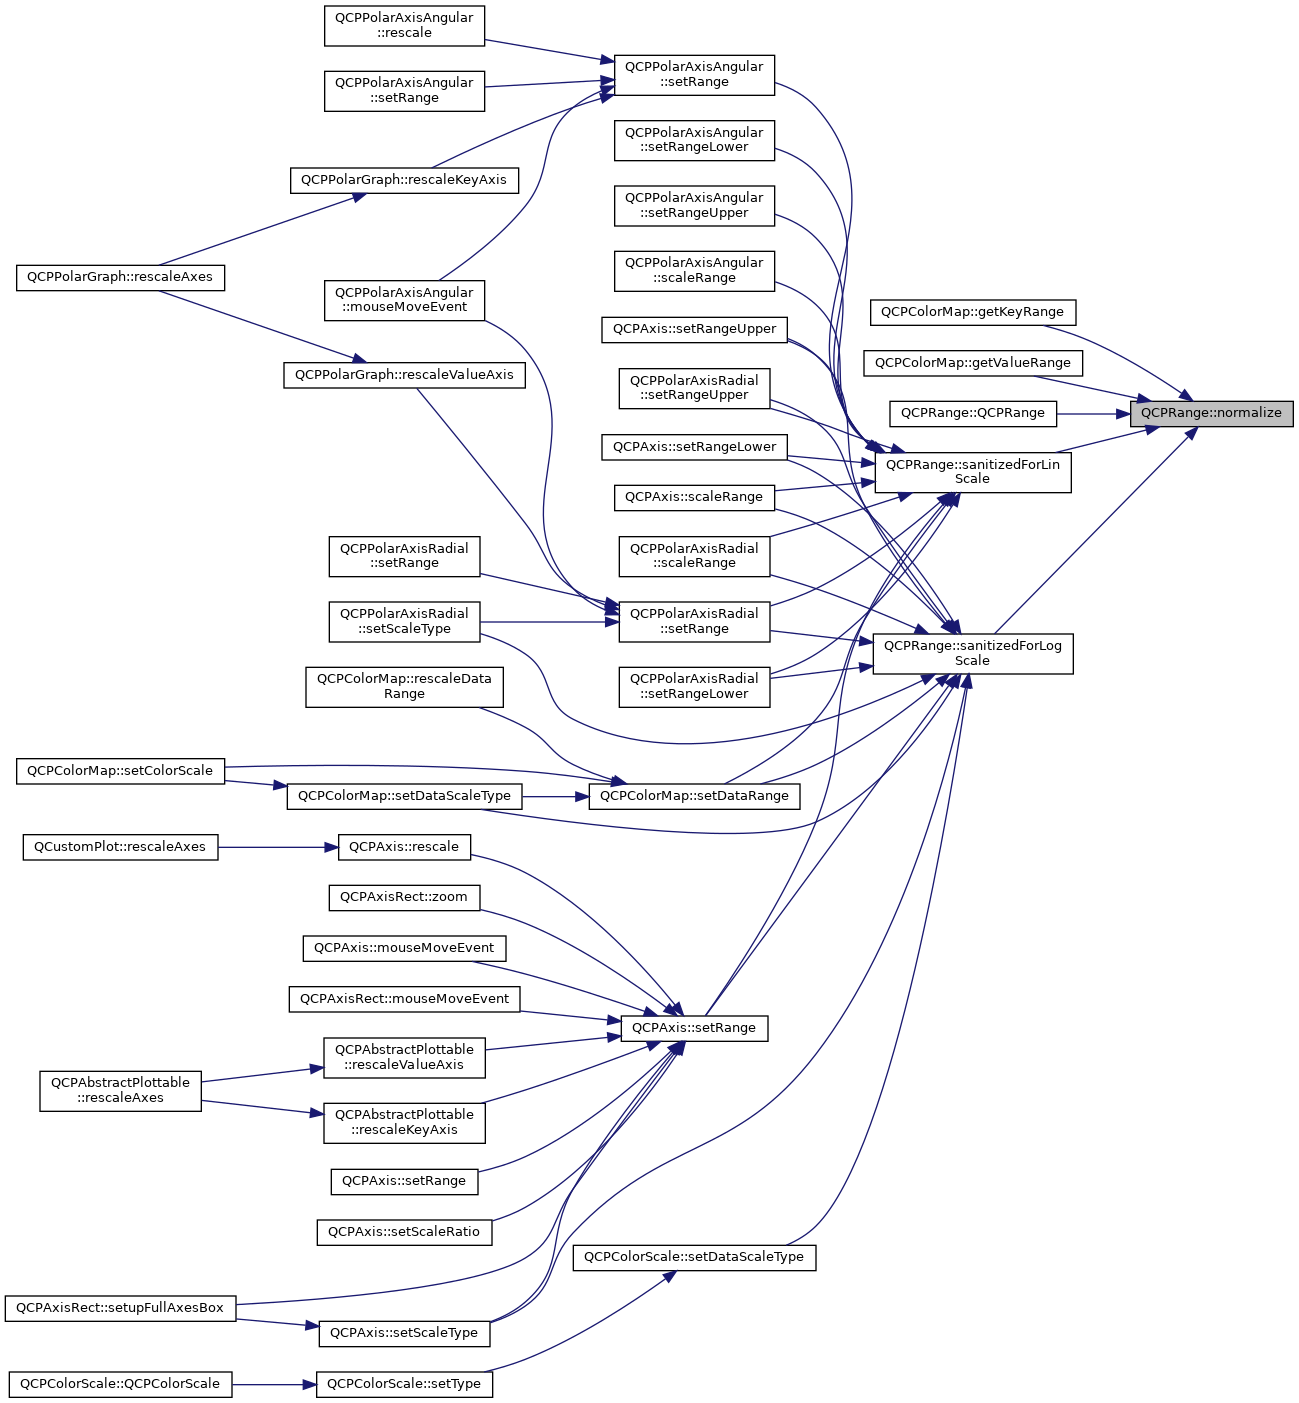 QCPPolarAxisAngular
::rescale
QCPPolarAxisAngular
::setRange
QCPPolarGraph::rescaleKeyAxis
QCPPolarGraph::rescaleAxes
QCPPolarAxisAngular
::mouseMoveEvent
QCPPolarGraph::rescaleValueAxis
QCPPolarAxisRadial
::setRange
QCPPolarAxisRadial
::setScaleType
QCPColorMap::rescaleData
Range
QCPColorMap::setColorScale
QCPColorMap::setDataScaleType
QCustomPlot::rescaleAxes
QCPAxis::rescale
QCPAxisRect::zoom
QCPAxis::mouseMoveEvent
QCPAxisRect::mouseMoveEvent
QCPAbstractPlottable
::rescaleValueAxis
QCPAbstractPlottable
::rescaleAxes
QCPAbstractPlottable
::rescaleKeyAxis
QCPAxis::setRange
QCPAxis::setScaleRatio
QCPAxisRect::setupFullAxesBox
QCPAxis::setScaleType
QCPColorScale::QCPColorScale
QCPColorScale::setType
QCPPolarAxisAngular
::setRange
QCPPolarAxisAngular
::setRangeLower
QCPPolarAxisAngular
::setRangeUpper
QCPPolarAxisAngular
::scaleRange
QCPAxis::setRangeUpper
QCPPolarAxisRadial
::setRangeUpper
QCPAxis::setRangeLower
QCPAxis::scaleRange
QCPPolarAxisRadial
::scaleRange
QCPPolarAxisRadial
::setRange
QCPPolarAxisRadial
::setRangeLower
QCPColorMap::setDataRange
QCPAxis::setRange
QCPColorScale::setDataScaleType
QCPColorMap::getKeyRange
QCPColorMap::getValueRange
QCPRange::QCPRange
QCPRange::sanitizedForLin
Scale
QCPRange::sanitizedForLog
Scale
QCPRange::normalize